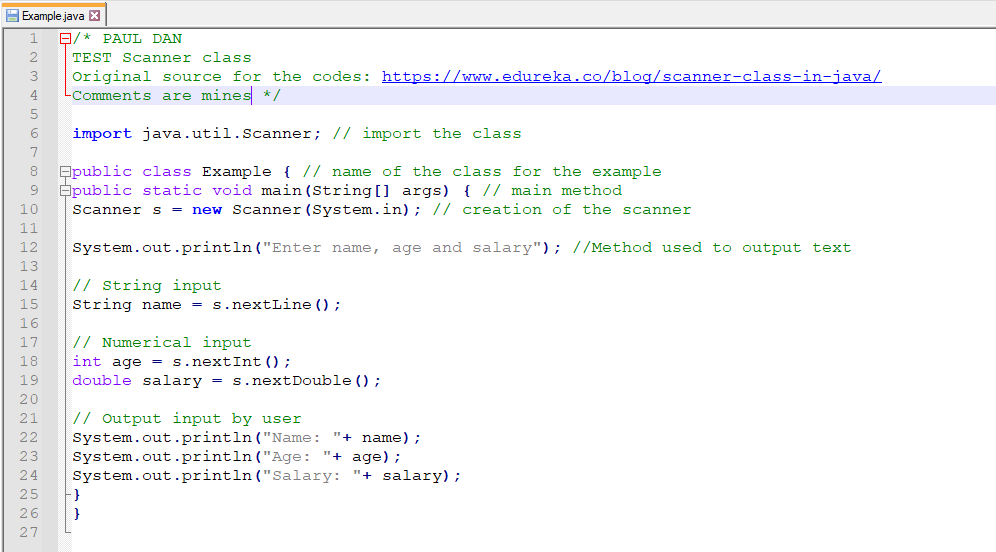 Example.java
1 /* PAUL DAN
2 TEST Scanner class
3 Original source for the codes: https://www.edureka.co/blog/scanner-class-in-java/
4 Comments are mines */
5
6 import java.util.Scanner; // import the class
7
8 public class Example { // name of the class for the example
9 public static void main(String[] args) { // main method
10 Scanner s = new Scanner(System.in); // creation of the scanner
11
12 System.out.println("Enter name, age and salary"); //Method used to output text
13
14 // String input
15 String name = s.nextLine();
16
17 // Numerical input
18 int age = s.nextInt();
19 double salary = s.nextDouble();
20
21 // Output input by user
22 System.out.println("Name: "+ name);
23 System.out.println("Age: "+ age);
24 System.out.println("Salary: "+ salary);
25 }
26 }
27